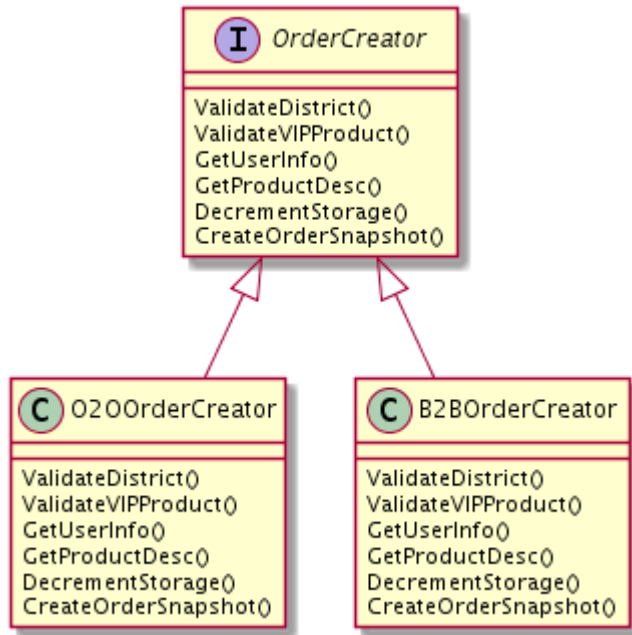 I OrderCreator
ValidateDistrict()
ValidateVIPProduct()
GetUserInfo()
GetProductDesc()
DecrementStorage()
CreateOrderSnapshot()
C O2OOrderCreator
ValidateDistrict()
ValidateVIPProduct()
GetUserInfo()
GetProductDesc()
DecrementStorage()
CreateOrderSnapshot()
C B2BOrderCreator
ValidateDistrict()
ValidateVIPProduct()
GetUserInfo()
GetProductDesc()
DecrementStorage()
CreateOrderSnapshot()